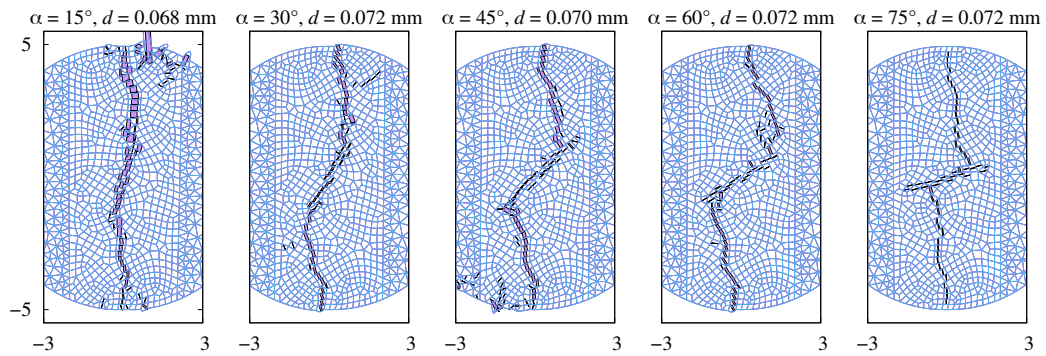 α = 15°, d = 0.068 mm α = 30°, d = 0.072 mm α = 45°, d = 0.070 mm α = 60°, d = 0.072 mm α = 75°, d = 0.072 mm
5
−5
−3 3 −3 3 −3 3 −3 3 −3 3